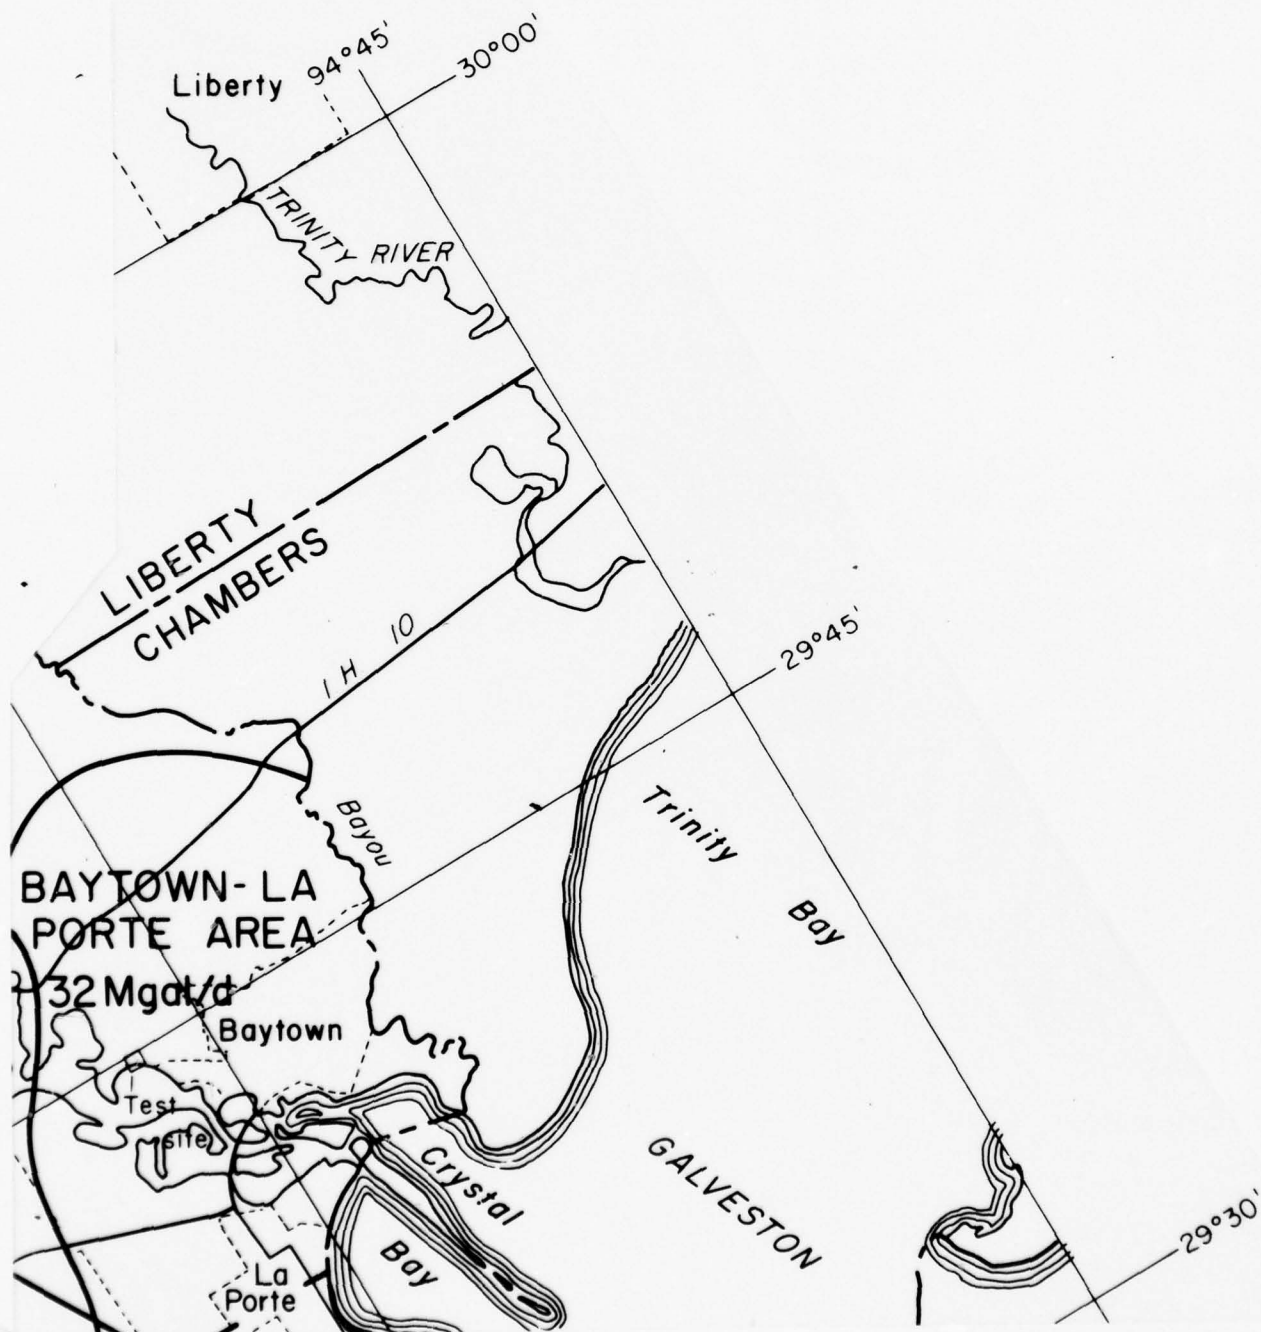 94°45'
30°00'
Liberty
TRINITY RIVER
LIBERTY
CHAMBERS
IH 10
29°45'
Trinity
Bay
Bayou
BAYTOWN-LA
PORTE AREA
32 Mgal/d
Baytown
Test
site
Crystal
Bay
GALVESTON
29°30'
La
Porte